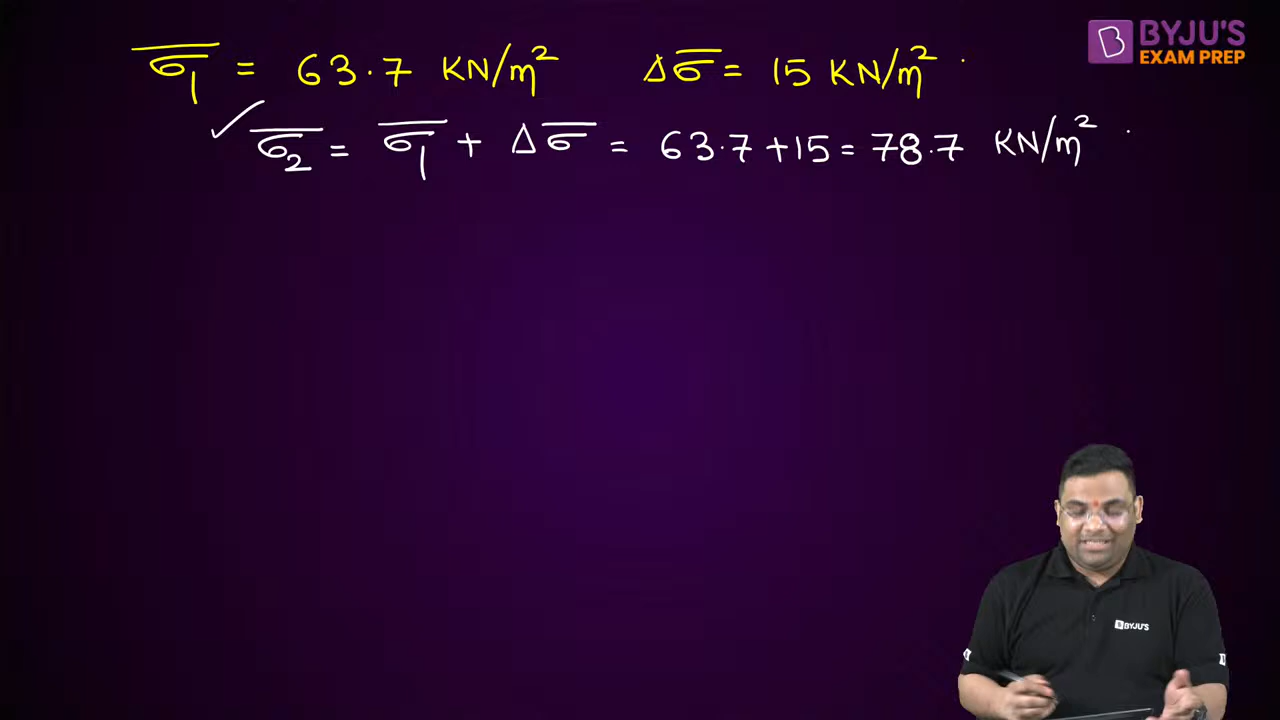 σ̅₁ = 63.7 KN/m² Δσ̅ = 15 KN/m²
σ̅₂ = σ̅₁ + Δσ̅ = 63.7 + 15 = 78.7 KN/m²
BYJU'S
EXAM PREP
BYJU'S